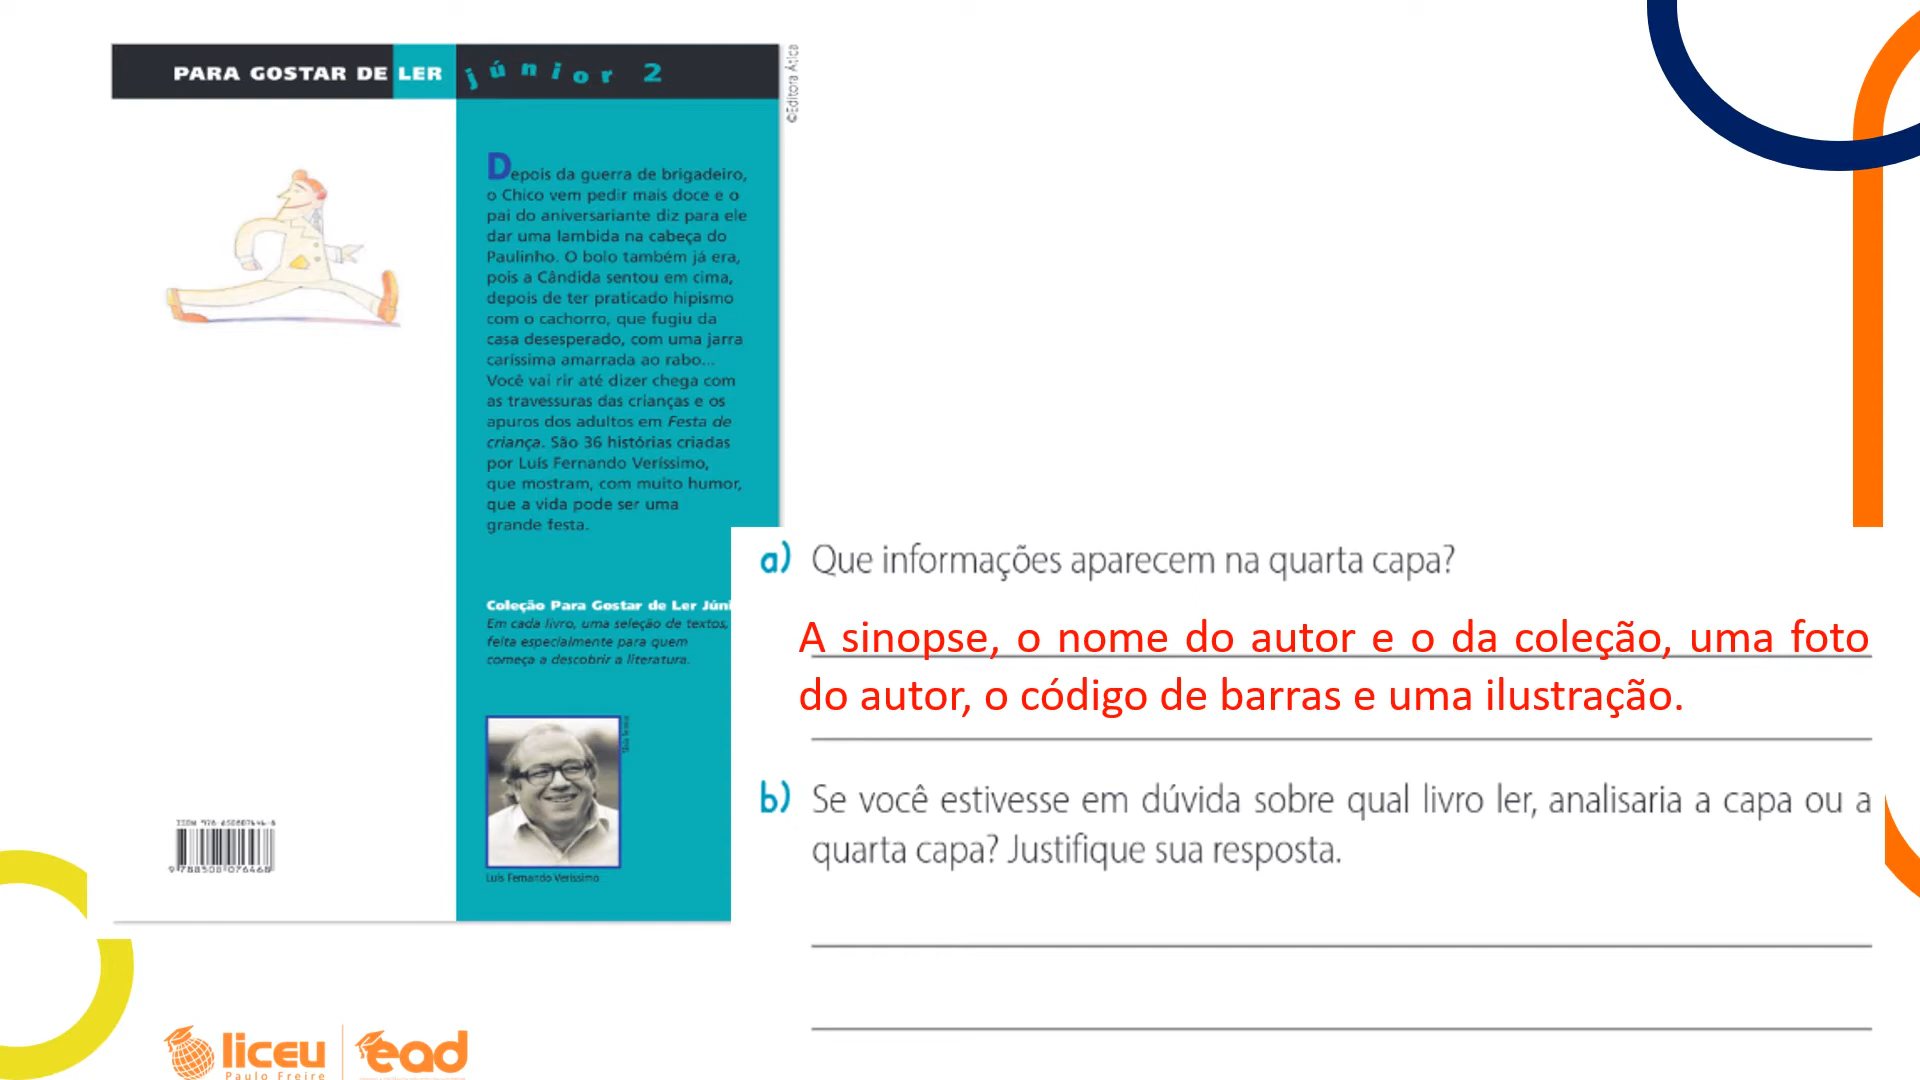 PARA GOSTAR DE LER júnior 2
©Editora Ática
Depois da guerra de brigadeiro,
o Chico vem pedir mais doce e o
pai do aniversariante diz para ele
dar uma lambida na cabeça do
Paulinho. O bolo também já era,
pois a Cândida sentou em cima,
depois de ter praticado hipismo
com o cachorro, que fugiu da
casa desesperado, com uma jarra
caríssima amarrada ao rabo...
Você vai rir até dizer chega com
as travessuras das crianças e os
apuros dos adultos em Festa de
criança. São 36 histórias criadas
por Luís Fernando Veríssimo,
que mostram, com muito humor,
que a vida pode ser uma
grande festa.
Coleção Para Gostar de Ler Júni
Em cada livro, uma seleção de textos,
feita especialmente para quem
começa a descobrir a literatura.
Luís Fernando Veríssimo
9 788508 076468
a) Que informações aparecem na quarta capa?
A sinopse, o nome do autor e o da coleção, uma foto
do autor, o código de barras e uma ilustração.
b) Se você estivesse em dúvida sobre qual livro ler, analisaria a capa ou a
quarta capa? Justifique sua resposta.
liceu
Paulo Freire
ead